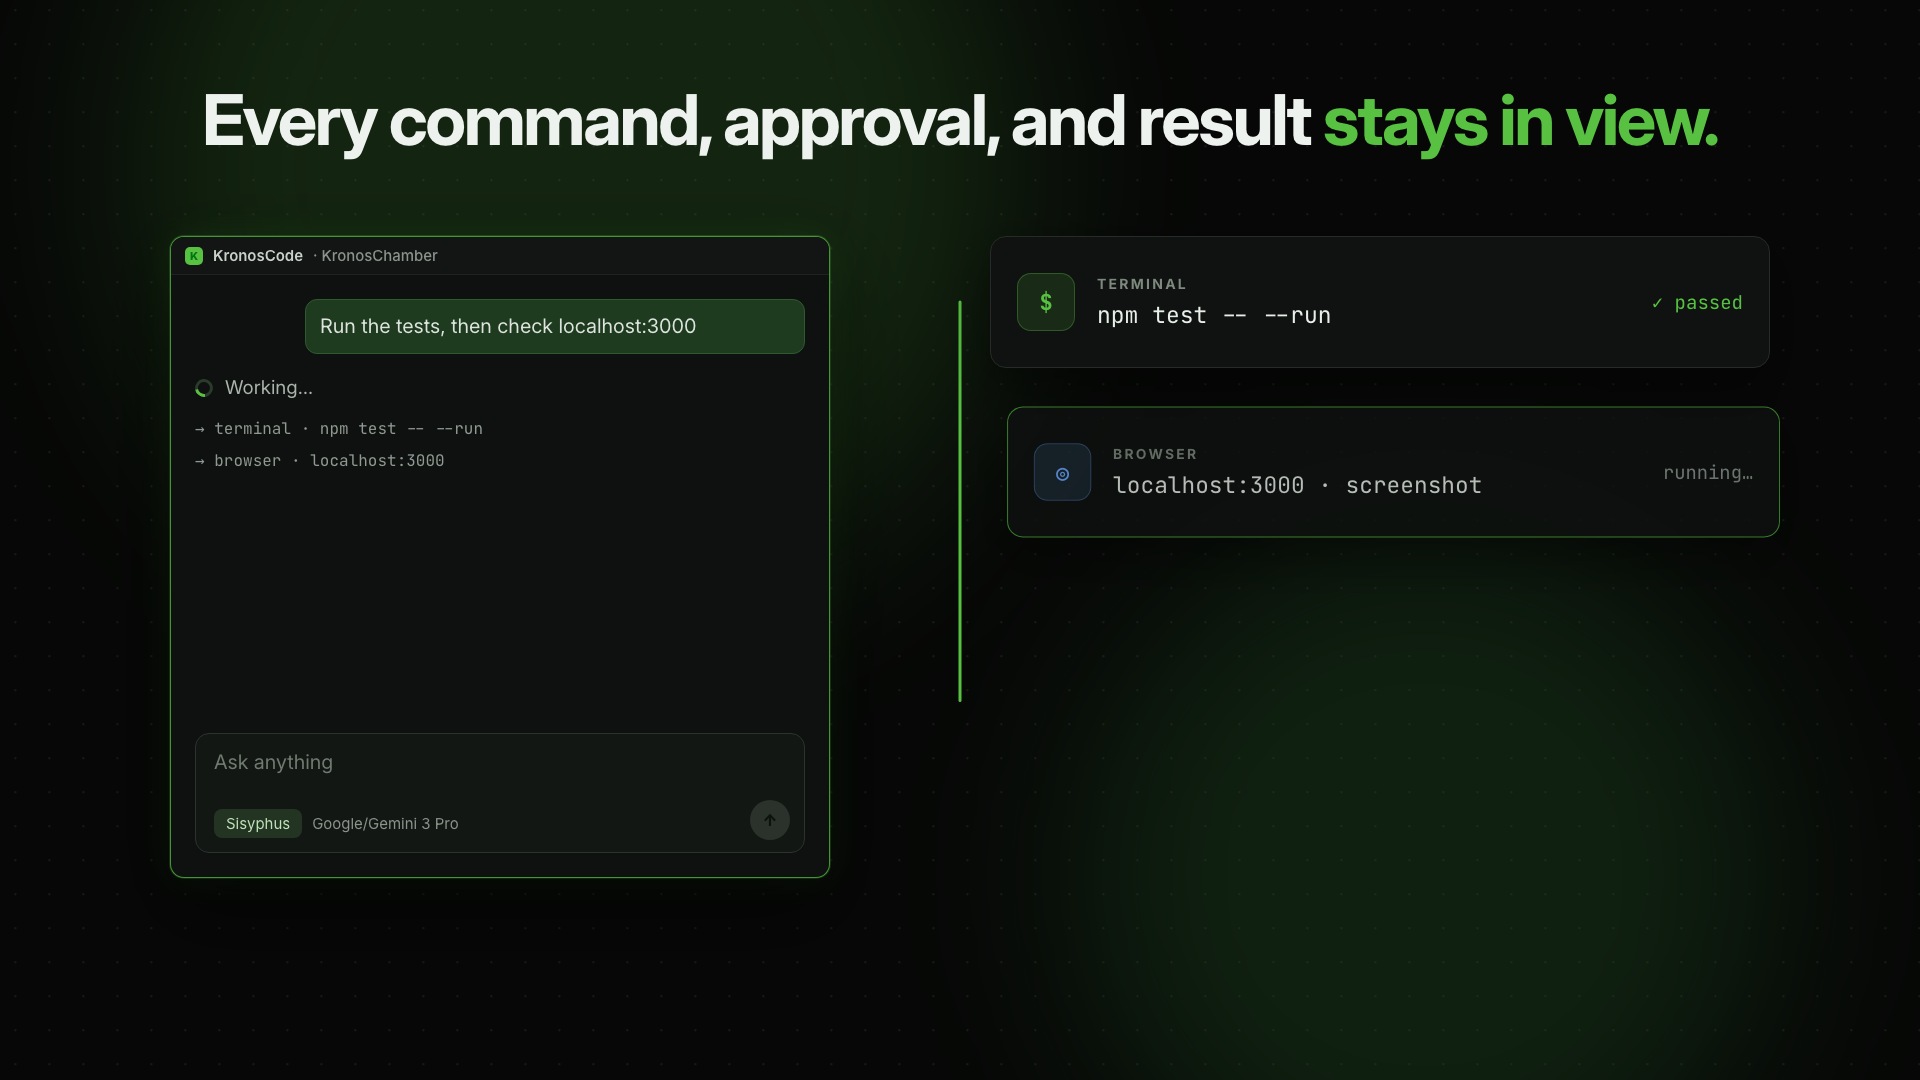 Every command, approval, and result stays in view.
K KronosCode · KronosChamber
Run the tests, then check localhost:3000
Working...
→ terminal · npm test -- --run
→ browser · localhost:3000
Ask anything
Sisyphus Google/Gemini 3 Pro
$
TERMINAL
npm test -- --run
✓ passed
BROWSER
localhost:3000 · screenshot
running…